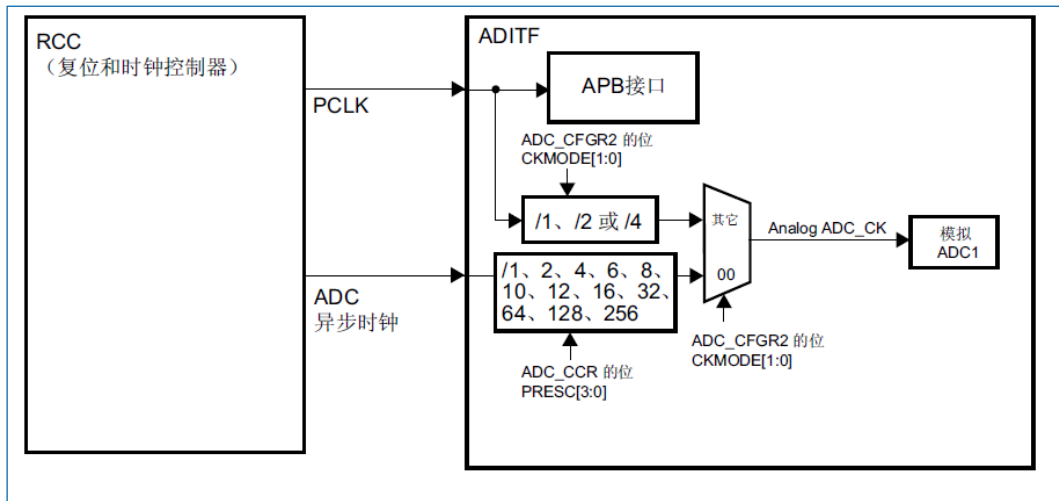 RCC
（复位和时钟控制器）
PCLK
ADC
异步时钟
ADITF
APB接口
ADC_CFGR2 的位
CKMODE[1:0]
/1、/2 或 /4
其它
00
/1、2、4、6、8、
10、12、16、32、
64、128、256
Analog ADC_CK
模拟
ADC1
ADC_CFGR2 的位
CKMODE[1:0]
ADC_CCR 的位
PRESC[3:0]